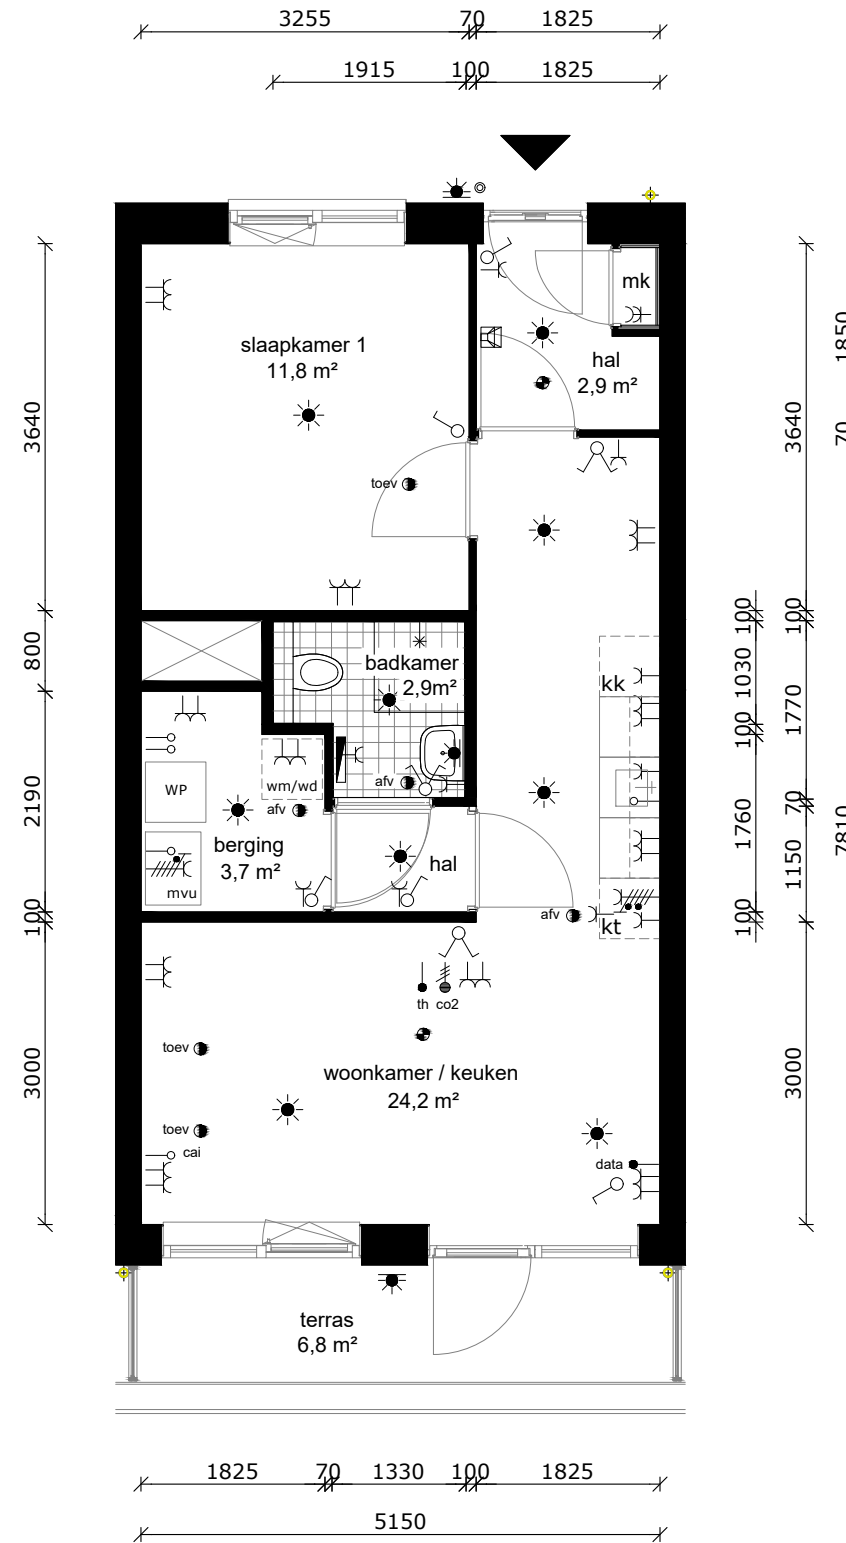 3255 70 1825
1915 100 1825
mk
slaapkamer 1
11,8 m²
hal
2,9 m²
toev
3640
3640
1850
70
badkamer
2,9m²
kk
800
100
1030
100
100
1770
WP
wm/wd
afv
afv
berging
3,7 m²
hal
mvu
2190
100
1760
100
70
1150
7810
afv
kt
th co2
toev
woonkamer / keuken
24,2 m²
toev
cai
data
3000
3000
terras
6,8 m²
1825 70 1330 100 1825
5150